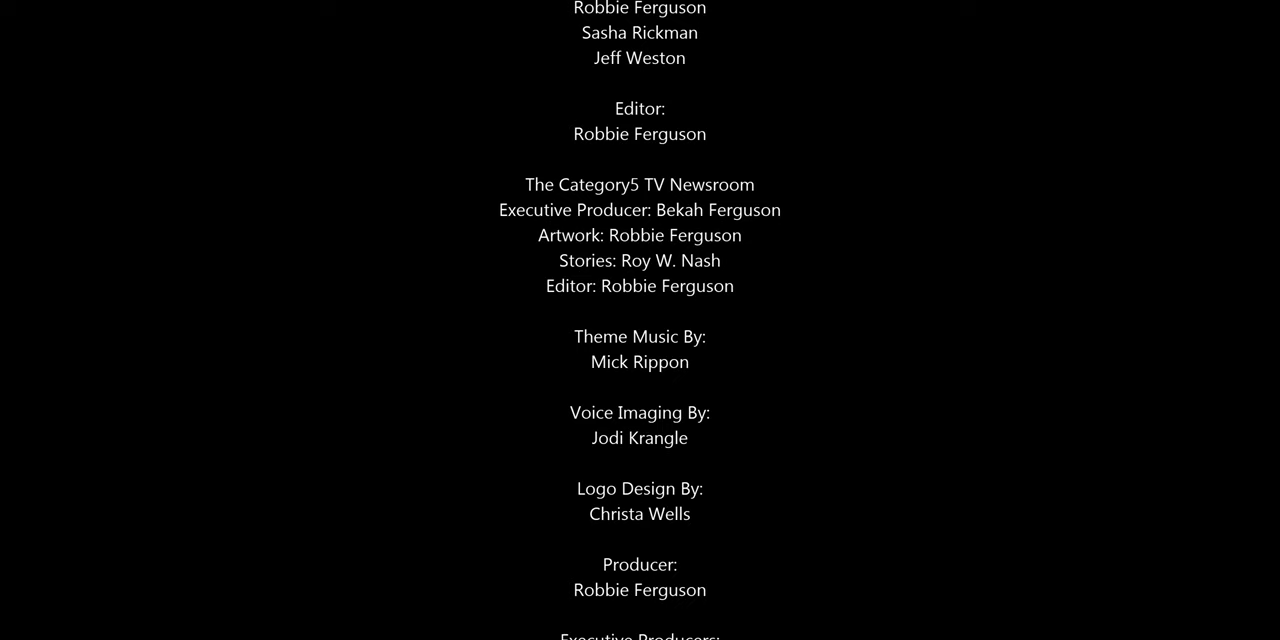 Robbie Ferguson
Sasha Rickman
Jeff Weston
Editor:
Robbie Ferguson
The Category5 TV Newsroom
Executive Producer: Bekah Ferguson
Artwork: Robbie Ferguson
Stories: Roy W. Nash
Editor: Robbie Ferguson
Theme Music By:
Mick Rippon
Voice Imaging By:
Jodi Krangle
Logo Design By:
Christa Wells
Producer:
Robbie Ferguson
Executive Producers: